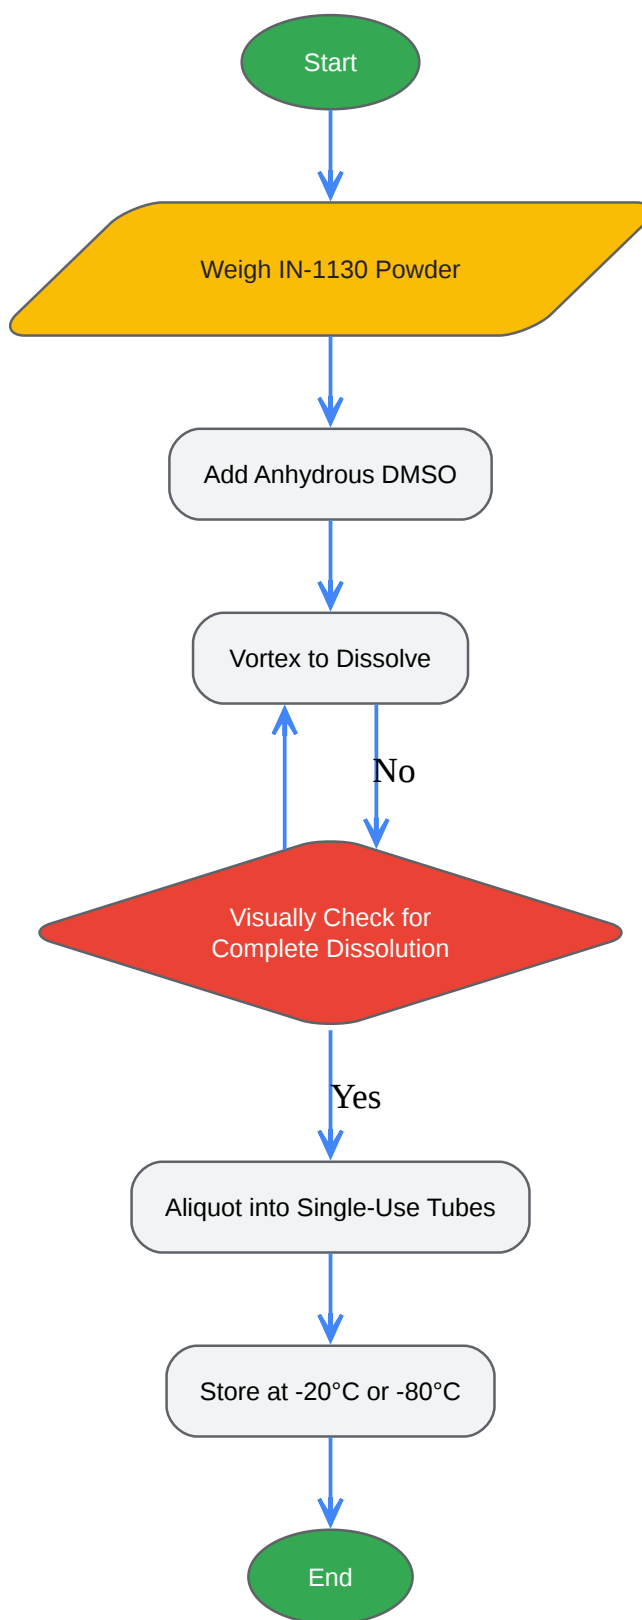 Start
Weigh IN-1130 Powder
Add Anhydrous DMSO
Vortex to Dissolve
No
Visually Check for
Complete Dissolution
Yes
Aliquot into Single-Use Tubes
Store at -20°C or -80°C
End